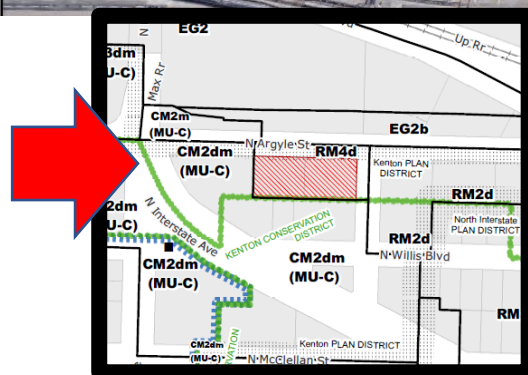 EG2
Up Rr
N
3dm
U-C)
Max Rr
CM2m
(MU-C)
EG2b
N Argyle St
CM2dm
(MU-C)
RM4d
Kenton PLAN
DISTRICT
RM2d
2dm
U-C)
N Interstate Ave
KENTON CONSERVATION
DISTRICT
North Interstate
PLAN DISTRICT
RM2d
N Willis Blvd
CM2dm
(MU-C)
CM2dm
(MU-C)
RM
VATION
Kenton PLAN DISTRICT
CM2dm
(MU-C)
N McClellan St